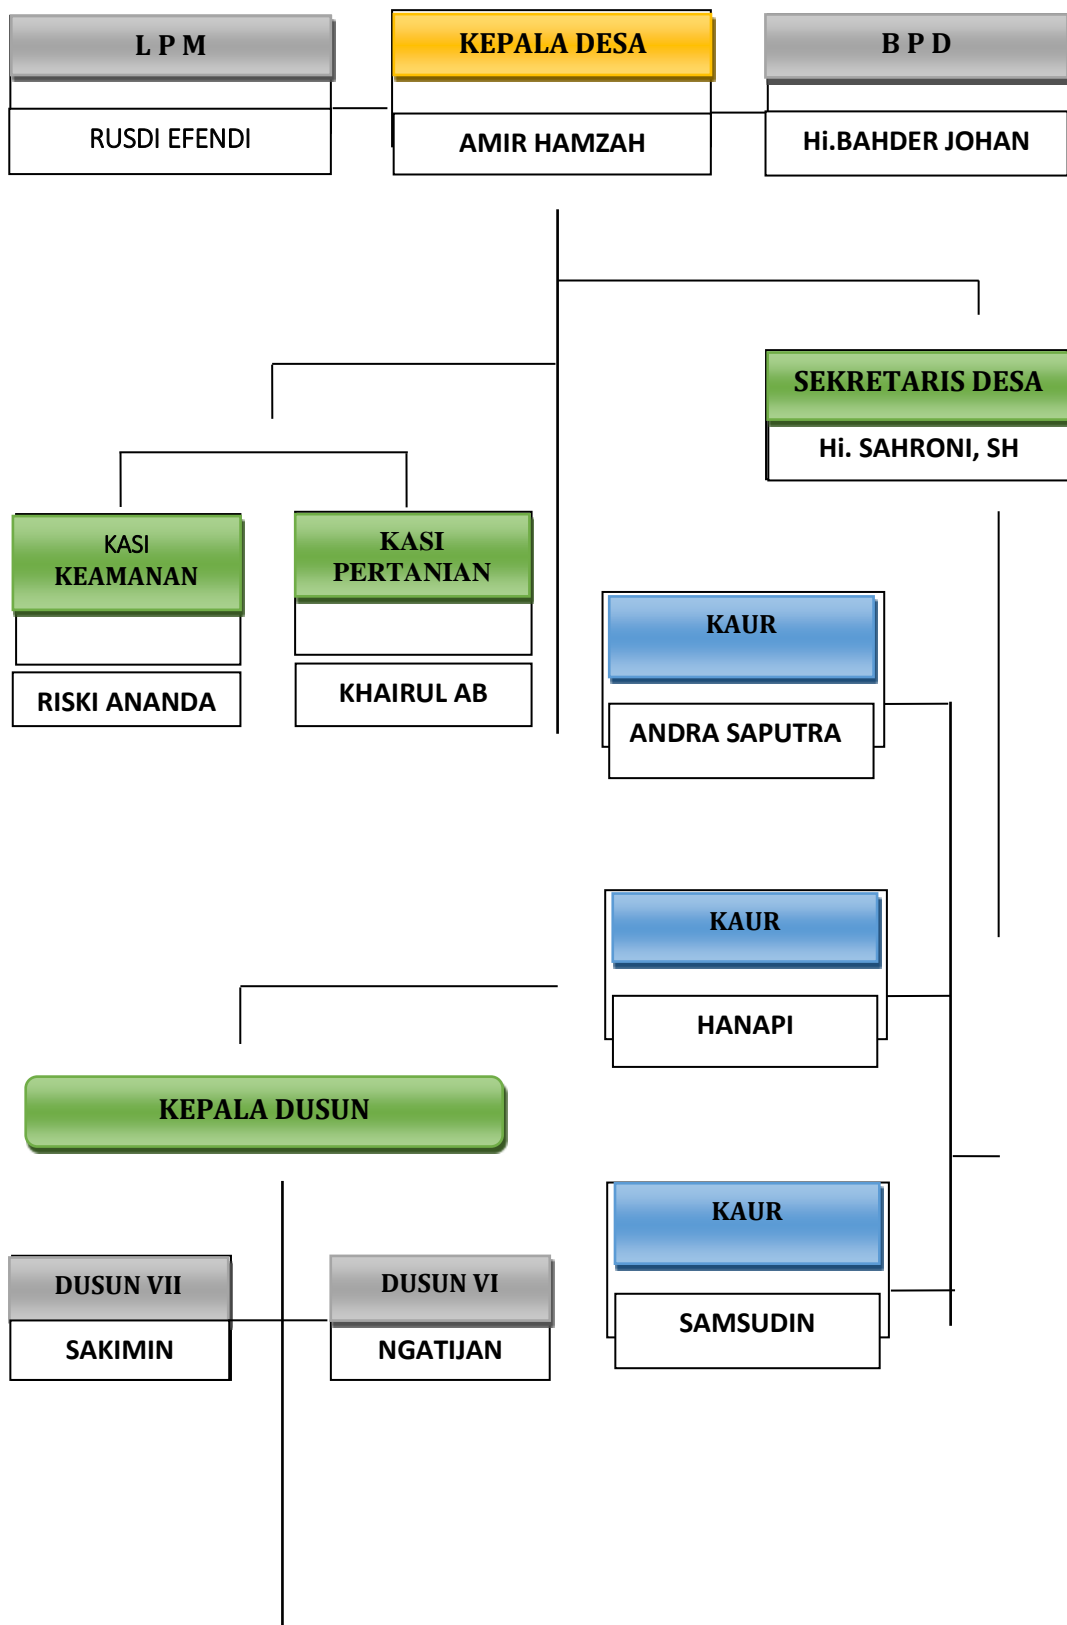 L P M
KEPALA DESA
B P D
RUSDI EFENDI
AMIR HAMZAH
Hi.BAHDER JOHAN
SEKRETARIS DESA
Hi. SAHRONI, SH
KASI
KEAMANAN
RISKI ANANDA
KASI
PERTANIAN
KHAIRUL AB
KAUR
ANDRA SAPUTRA
KAUR
HANAPI
KEPALA DUSUN
KAUR
SAMSUDIN
DUSUN VII
SAKIMIN
DUSUN VI
NGATIJAN